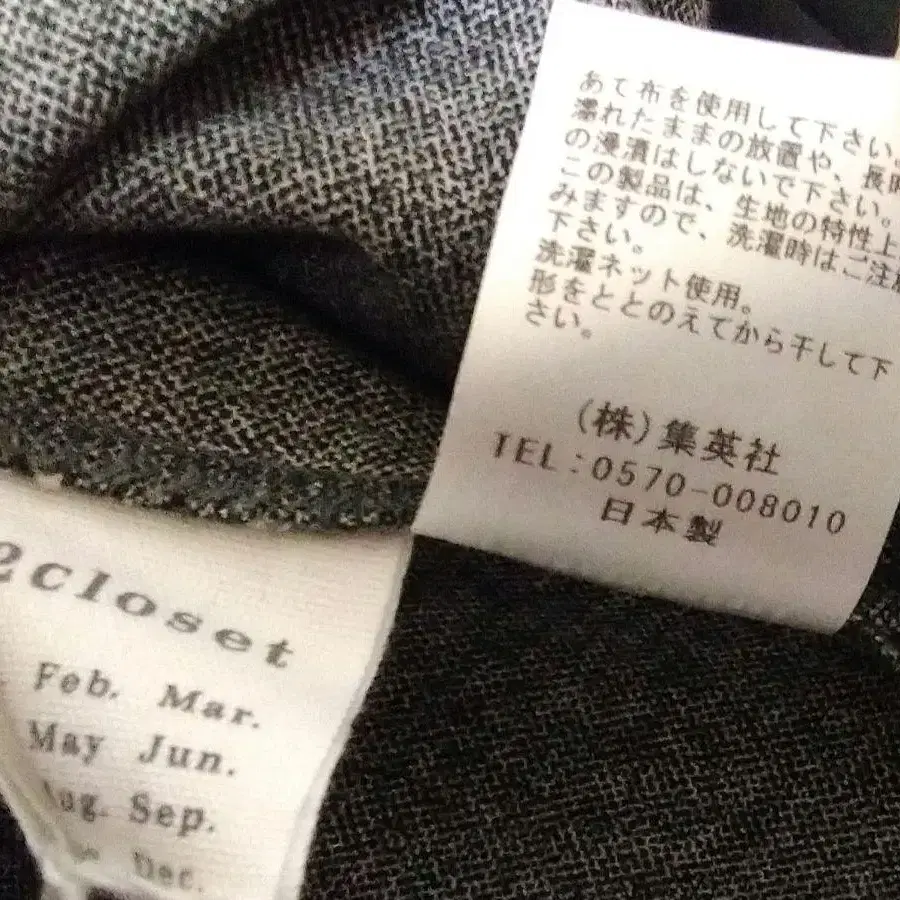 あて布を使用して下さい。
濡れたままの放置や、長時
の浸漬はしないで下さい。
この製品は、生地の特性上
みますので、洗濯時はご注意
下さい。
洗濯ネット使用。
形をととのえてから干して下
さい。
(株)集英社
TEL:0570-008010
日本製
2closet
Feb. Mar.
May Jun.
Aug. Sep.
Dec.